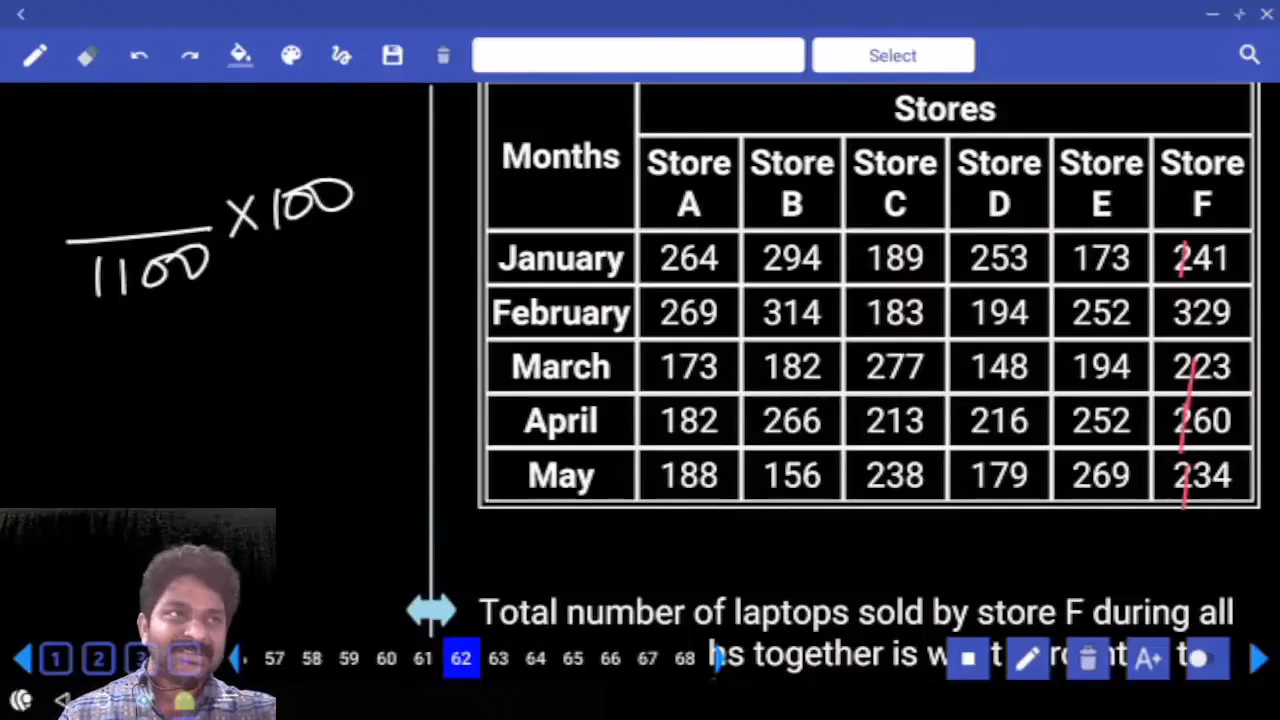 Select
Stores
Months Store A Store B Store C Store D Store E Store F
January 264 294 189 253 173 241
February 269 314 183 194 252 329
March 173 182 277 148 194 223
April 182 266 213 216 252 260
May 188 156 238 179 269 234
1100 × 100
Total number of laptops sold by store F during all
together is
1 2 57 58 59 60 61 62 63 64 65 66 67 68 A+